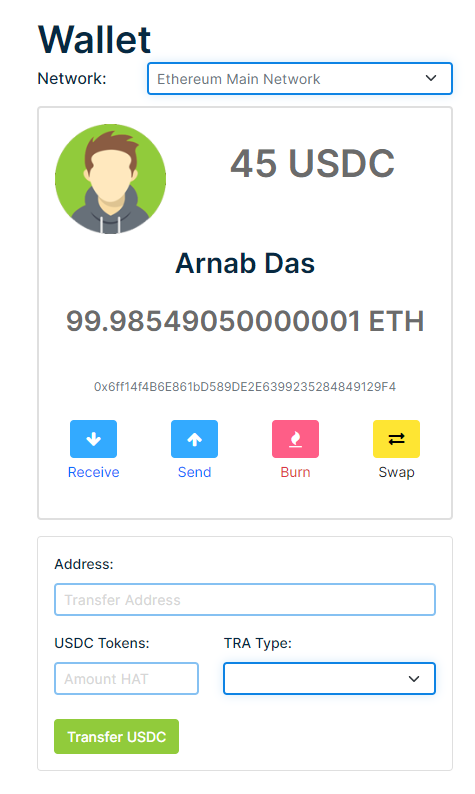 Wallet
Network: Ethereum Main Network
45 USDC
Arnab Das
99.98549050000001 ETH
0x6ff14f4B6E861bD589DE2E6399235284849129F4
Receive Send Burn Swap
Address:
Transfer Address
USDC Tokens: TRA Type:
Amount HAT
Transfer USDC